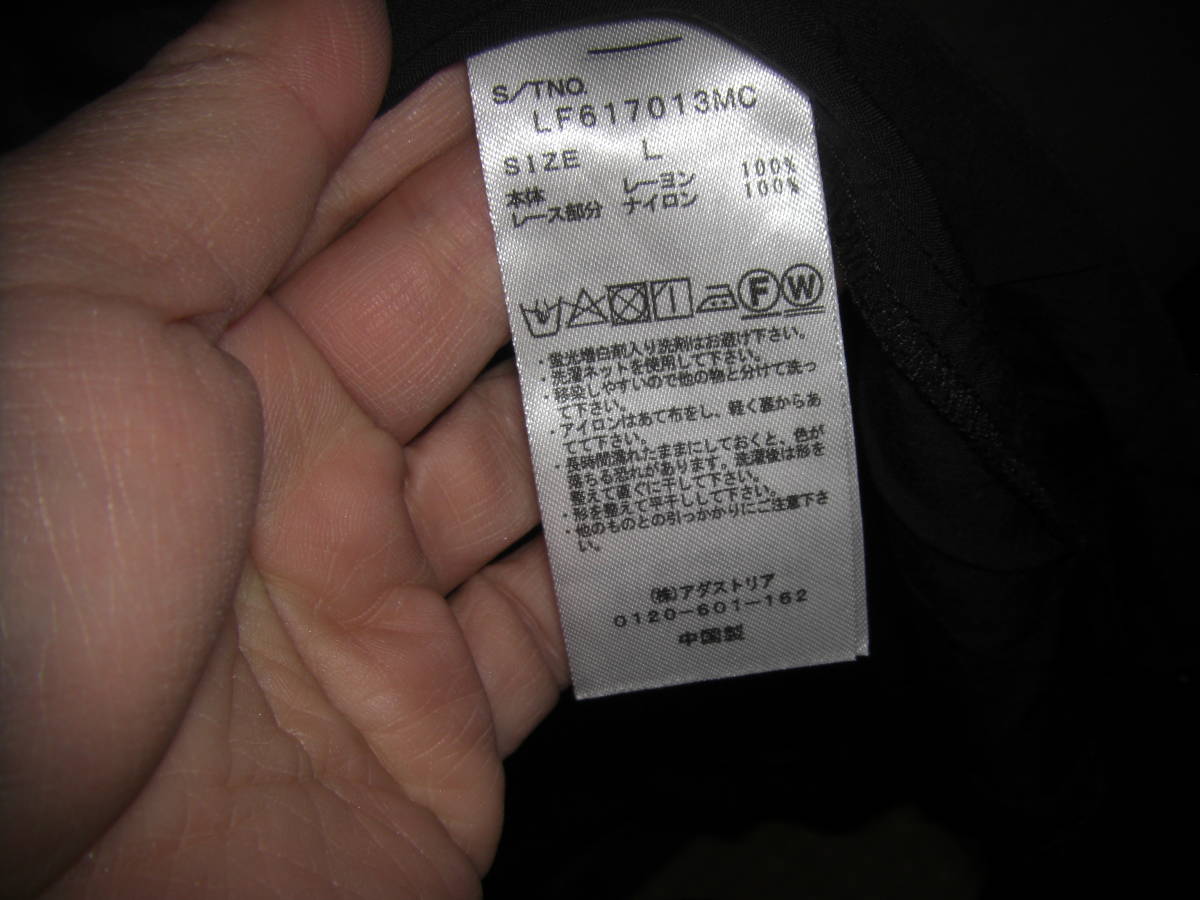 S/TNO.
LF617013MC
SIZE L
本体 レーヨン 100%
レース部分 ナイロン 100%
F W
・蛍光増白剤入り洗剤はお避け下さい。
・洗濯ネットを使用して下さい。
・移染しやすいので他の物と分けて洗っ
て下さい。
・アイロンはあて布をし、軽く裏からあ
てて下さい。
・長時間濡れたままにしておくと、色が
落ちる恐れがあります。洗濯後は形を
整えて直ぐに干して下さい。
・形を整えて平干しして下さい。
・他のものとの引っかかりにご注意下さ
い。
(株)アダストリア
0120-601-162
中国製